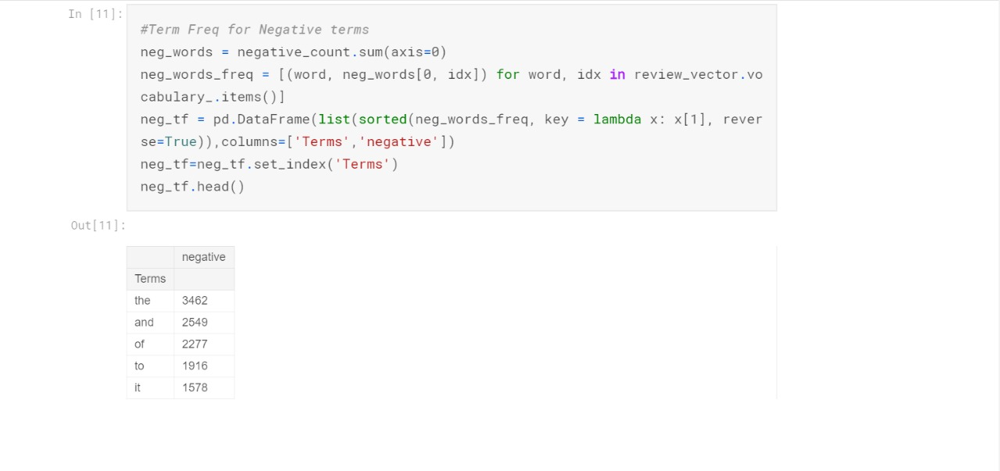 In [11]:
#Term Freq for Negative terms
neg_words = negative_count.sum(axis=0)
neg_words_freq = [(word, neg_words[0, idx]) for word, idx in review_vector.vo
cabulary_.items()]
neg_tf = pd.DataFrame(list(sorted(neg_words_freq, key = lambda x: x[1], rever
se=True)),columns=['Terms','negative'])
neg_tf=neg_tf.set_index('Terms')
neg_tf.head()
Out[11]:
negative
Terms
the 3462
and 2549
of 2277
to 1916
it 1578